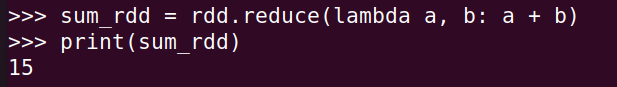 >>> sum_rdd = rdd.reduce(lambda a, b: a + b)
>>> print(sum_rdd)
15